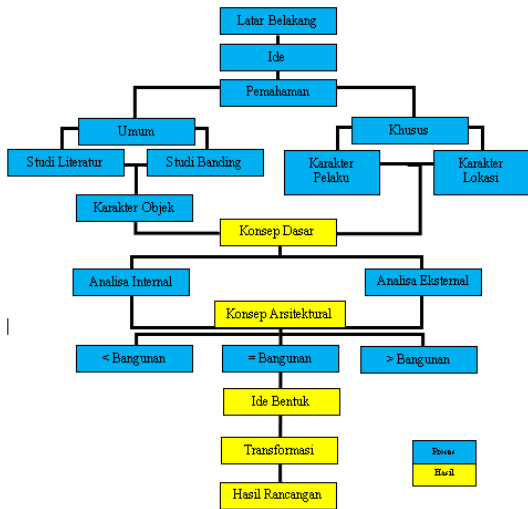 Latar Belakang
Ide
Pemahaman
Umum
Khusus
Studi Literatur
Studi Banding
Karakter
Pelaku
Karakter
Lokasi
Karakter Objek
Konsep Dasar
Analisa Internal
Analisa Eksternal
Konsep Arsitektural
< Bangunan
= Bangunan
> Bangunan
Ide Bentuk
Transformasi
Hasil Rancangan
Proses
Hasil